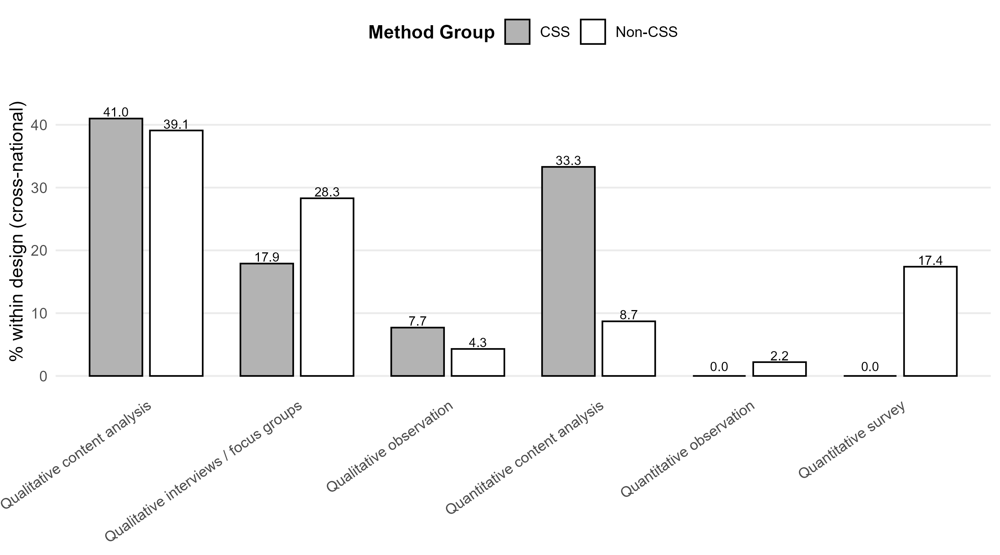 Method Group CSS Non-CSS
% within design (cross-national)
40
30
20
10
0
41.0
39.1
17.9
28.3
7.7
4.3
33.3
8.7
0.0
2.2
0.0
17.4
Qualitative content analysis
Qualitative interviews / focus groups
Qualitative observation
Quantitative content analysis
Quantitative observation
Quantitative survey